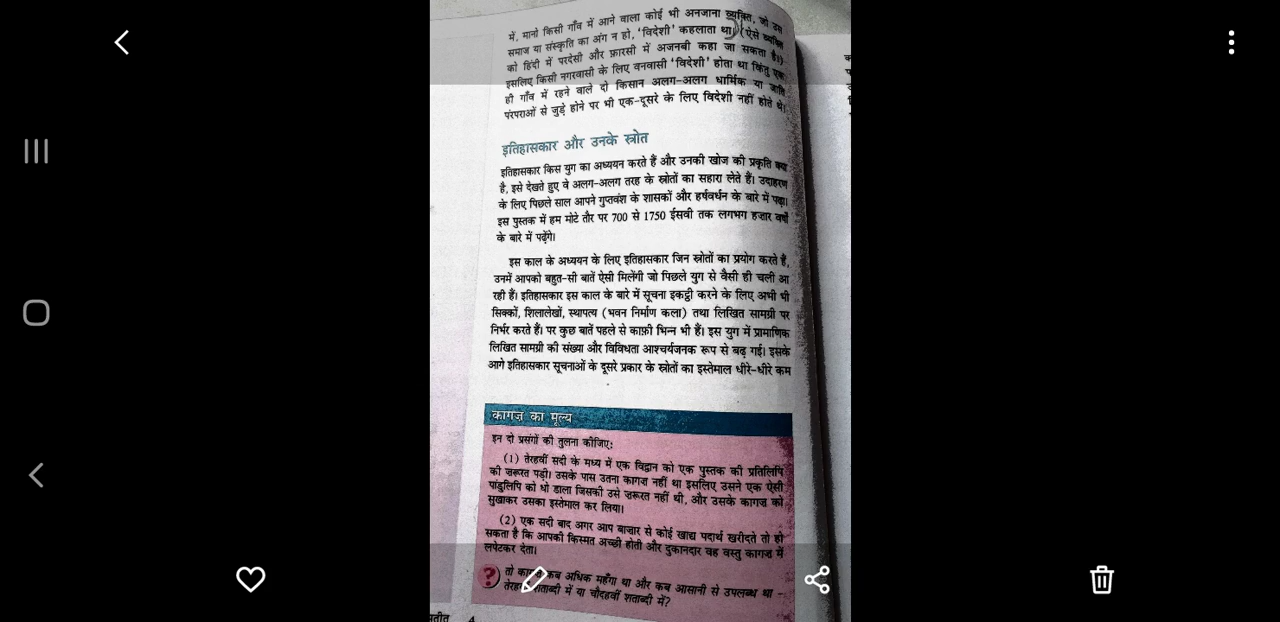 में, मानो किसी गाँव में आने वाला कोई भी अनजाना व्यक्ति, जो उस
समाज या संस्कृति का अंग न हो, ‘विदेशी’ कहलाता था। (ऐसे व्यक्ति
को हिंदी में परदेसी और फ़ारसी में अजनबी कहा जा सकता है।)
इसलिए किसी नगरवासी के लिए वनवासी ‘विदेशी’ होता था किंतु एक
ही गाँव में रहने वाले दो किसान अलग-अलग धार्मिक या जाति
परंपराओं से जुड़े होने पर भी एक-दूसरे के लिए विदेशी नहीं होते थे।
इतिहासकार और उनके स्त्रोत
इतिहासकार किस युग का अध्ययन करते हैं और उनकी खोज की प्रकृति क्या
है, इसे देखते हुए वे अलग-अलग तरह के स्त्रोतों का सहारा लेते हैं। उदाहरण
के लिए पिछले साल आपने गुप्तवंश के शासकों और हर्षवर्धन के बारे में पढ़ा।
इस पुस्तक में हम मोटे तौर पर 700 से 1750 ईसवी तक लगभग हज़ार वर्षों
के बारे में पढ़ेंगे।
इस काल के अध्ययन के लिए इतिहासकार जिन स्त्रोतों का प्रयोग करते हैं,
उनमें आपको बहुत-सी बातें ऐसी मिलेंगी जो पिछले युग से वैसी ही चली आ
रही हैं। इतिहासकार इस काल के बारे में सूचना इकट्ठी करने के लिए अभी भी
सिक्कों, शिलालेखों, स्थापत्य (भवन निर्माण कला) तथा लिखित सामग्री पर
निर्भर करते हैं। पर कुछ बातें पहले से काफ़ी भिन्न भी हैं। इस युग में प्रामाणिक
लिखित सामग्री की संख्या और विविधता आश्चर्यजनक रूप से बढ़ गई। इसके
आगे इतिहासकार सूचनाओं के दूसरे प्रकार के स्त्रोतों का इस्तेमाल धीरे-धीरे कम
कागज़ का मूल्य
इन दो प्रसंगों की तुलना कीजिए:
(1) तेरहवीं सदी के मध्य में एक विद्वान को एक पुस्तक की प्रतिलिपि
की ज़रूरत पड़ी। उसके पास उतना कागज़ नहीं था इसलिए उसने एक ऐसी
पांडुलिपि को धो डाला जिसकी उसे ज़रूरत नहीं थी, और उसके कागज़ को
सुखाकर उसका इस्तेमाल कर लिया।
(2) एक सदी बाद अगर आप बाज़ार से कोई खाद्य पदार्थ खरीदते तो हो
सकता है कि आपकी किस्मत अच्छी होती और दुकानदार वह वस्तु कागज़ में
लपेटकर देता।
? तो कब अधिक महँगा था और कब आसानी से उपलब्ध था –
शताब्दी में या चौदहवीं शताब्दी में?
4